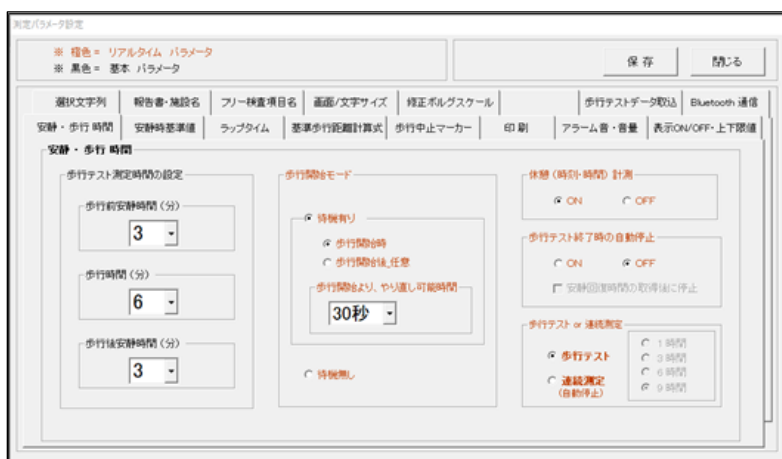 測定パラメータ設定
※ 橙色= リアルタイム パラメータ
※ 黒色= 基本 パラメータ
保存
閉じる
選択文字列
報告書・施設名
フリー検査項目名
画面/文字サイズ
修正ボルグスケール
歩行テストデータ取込
Bluetooth 通信
安静・歩行 時間
安静時基準値
ラップタイム
基準歩行距離計算式
歩行中止マーカー
印刷
アラーム音・音量
表示ON/OFF・上下限値
安静・歩行 時間
歩行テスト測定時間の設定
歩行前安静時間(分)
3
歩行時間(分)
6
歩行後安静時間(分)
3
歩行開始モード
待機有り
歩行開始時
歩行開始後_任意
歩行開始より、やり直し可能時間
30秒
待機無し
休憩(時刻・時間)計測
ON
OFF
歩行テスト終了時の自動停止
ON
OFF
安静回復時間の取得後に停止
歩行テスト or 連続測定
歩行テスト
連続測定
(自動停止)
1 時間
3 時間
6 時間
9 時間